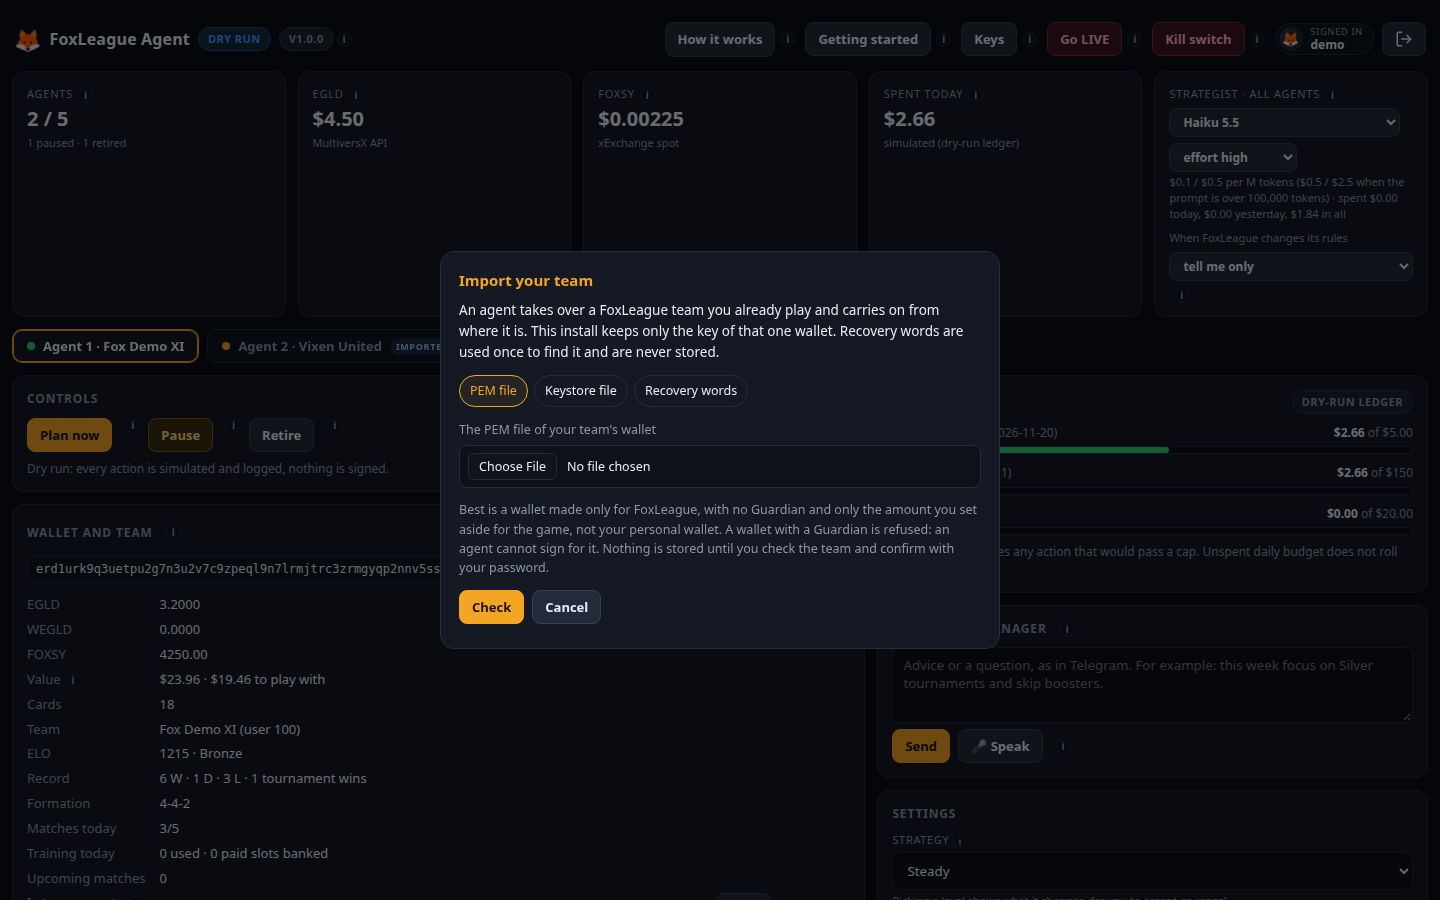 FoxLeague Agent
DRY RUN
V1.0.0
i
How it works
i
Getting started
i
Keys
i
Go LIVE
i
Kill switch
i
SIGNED IN
demo
AGENTS i
2 / 5
1 paused · 1 retired
EGLD i
$4.50
MultiversX API
FOXSY i
$0.00225
xExchange spot
SPENT TODAY i
$2.66
simulated (dry-run ledger)
STRATEGIST · ALL AGENTS i
Haiku 5.5
effort high
$0.1 / $0.5 per M tokens ($0.5 / $2.5 when the
prompt is over 100,000 tokens) · spent $0.00
today, $0.00 yesterday, $1.84 in all
When FoxLeague changes its rules
tell me only
i
Agent 1 · Fox Demo XI
Agent 2 · Vixen United
IMPORTE
Import your team
An agent takes over a FoxLeague team you already play and carries on from
where it is. This install keeps only the key of that one wallet. Recovery words are
used once to find it and are never stored.
PEM file
Keystore file
Recovery words
The PEM file of your team's wallet
Choose File No file chosen
Best is a wallet made only for FoxLeague, with no Guardian and only the amount you set
aside for the game, not your personal wallet. A wallet with a Guardian is refused: an
agent cannot sign for it. Nothing is stored until you check the team and confirm with
your password.
Check
Cancel
CONTROLS
Plan now
i
Pause
i
Retire
i
Dry run: every action is simulated and logged, nothing is signed.
WALLET AND TEAM i
erd1urk9q3uetpu2g7n3u2v7c9zpeql9n7lrmjtrc3zrmgyqp2nnv5ss
EGLD 3.2000
WEGLD 0.0000
FOXSY 4250.00
Value i $23.96 · $19.46 to play with
Cards 18
Team Fox Demo XI (user 100)
ELO 1215 · Bronze
Record 6 W · 1 D · 3 L · 1 tournament wins
Formation 4-4-2
Matches today 3/5
Training today 0 used · 0 paid slots banked
Upcoming matches 0
DRY-RUN LEDGER
026-11-20) $2.66 of $5.00
1) $2.66 of $150
$0.00 of $20.00
es any action that would pass a cap. Unspent daily budget does not roll
NAGER i
Advice or a question, as in Telegram. For example: this week focus on Silver
tournaments and skip boosters.
Send
Speak
i
SETTINGS
STRATEGY i
Steady